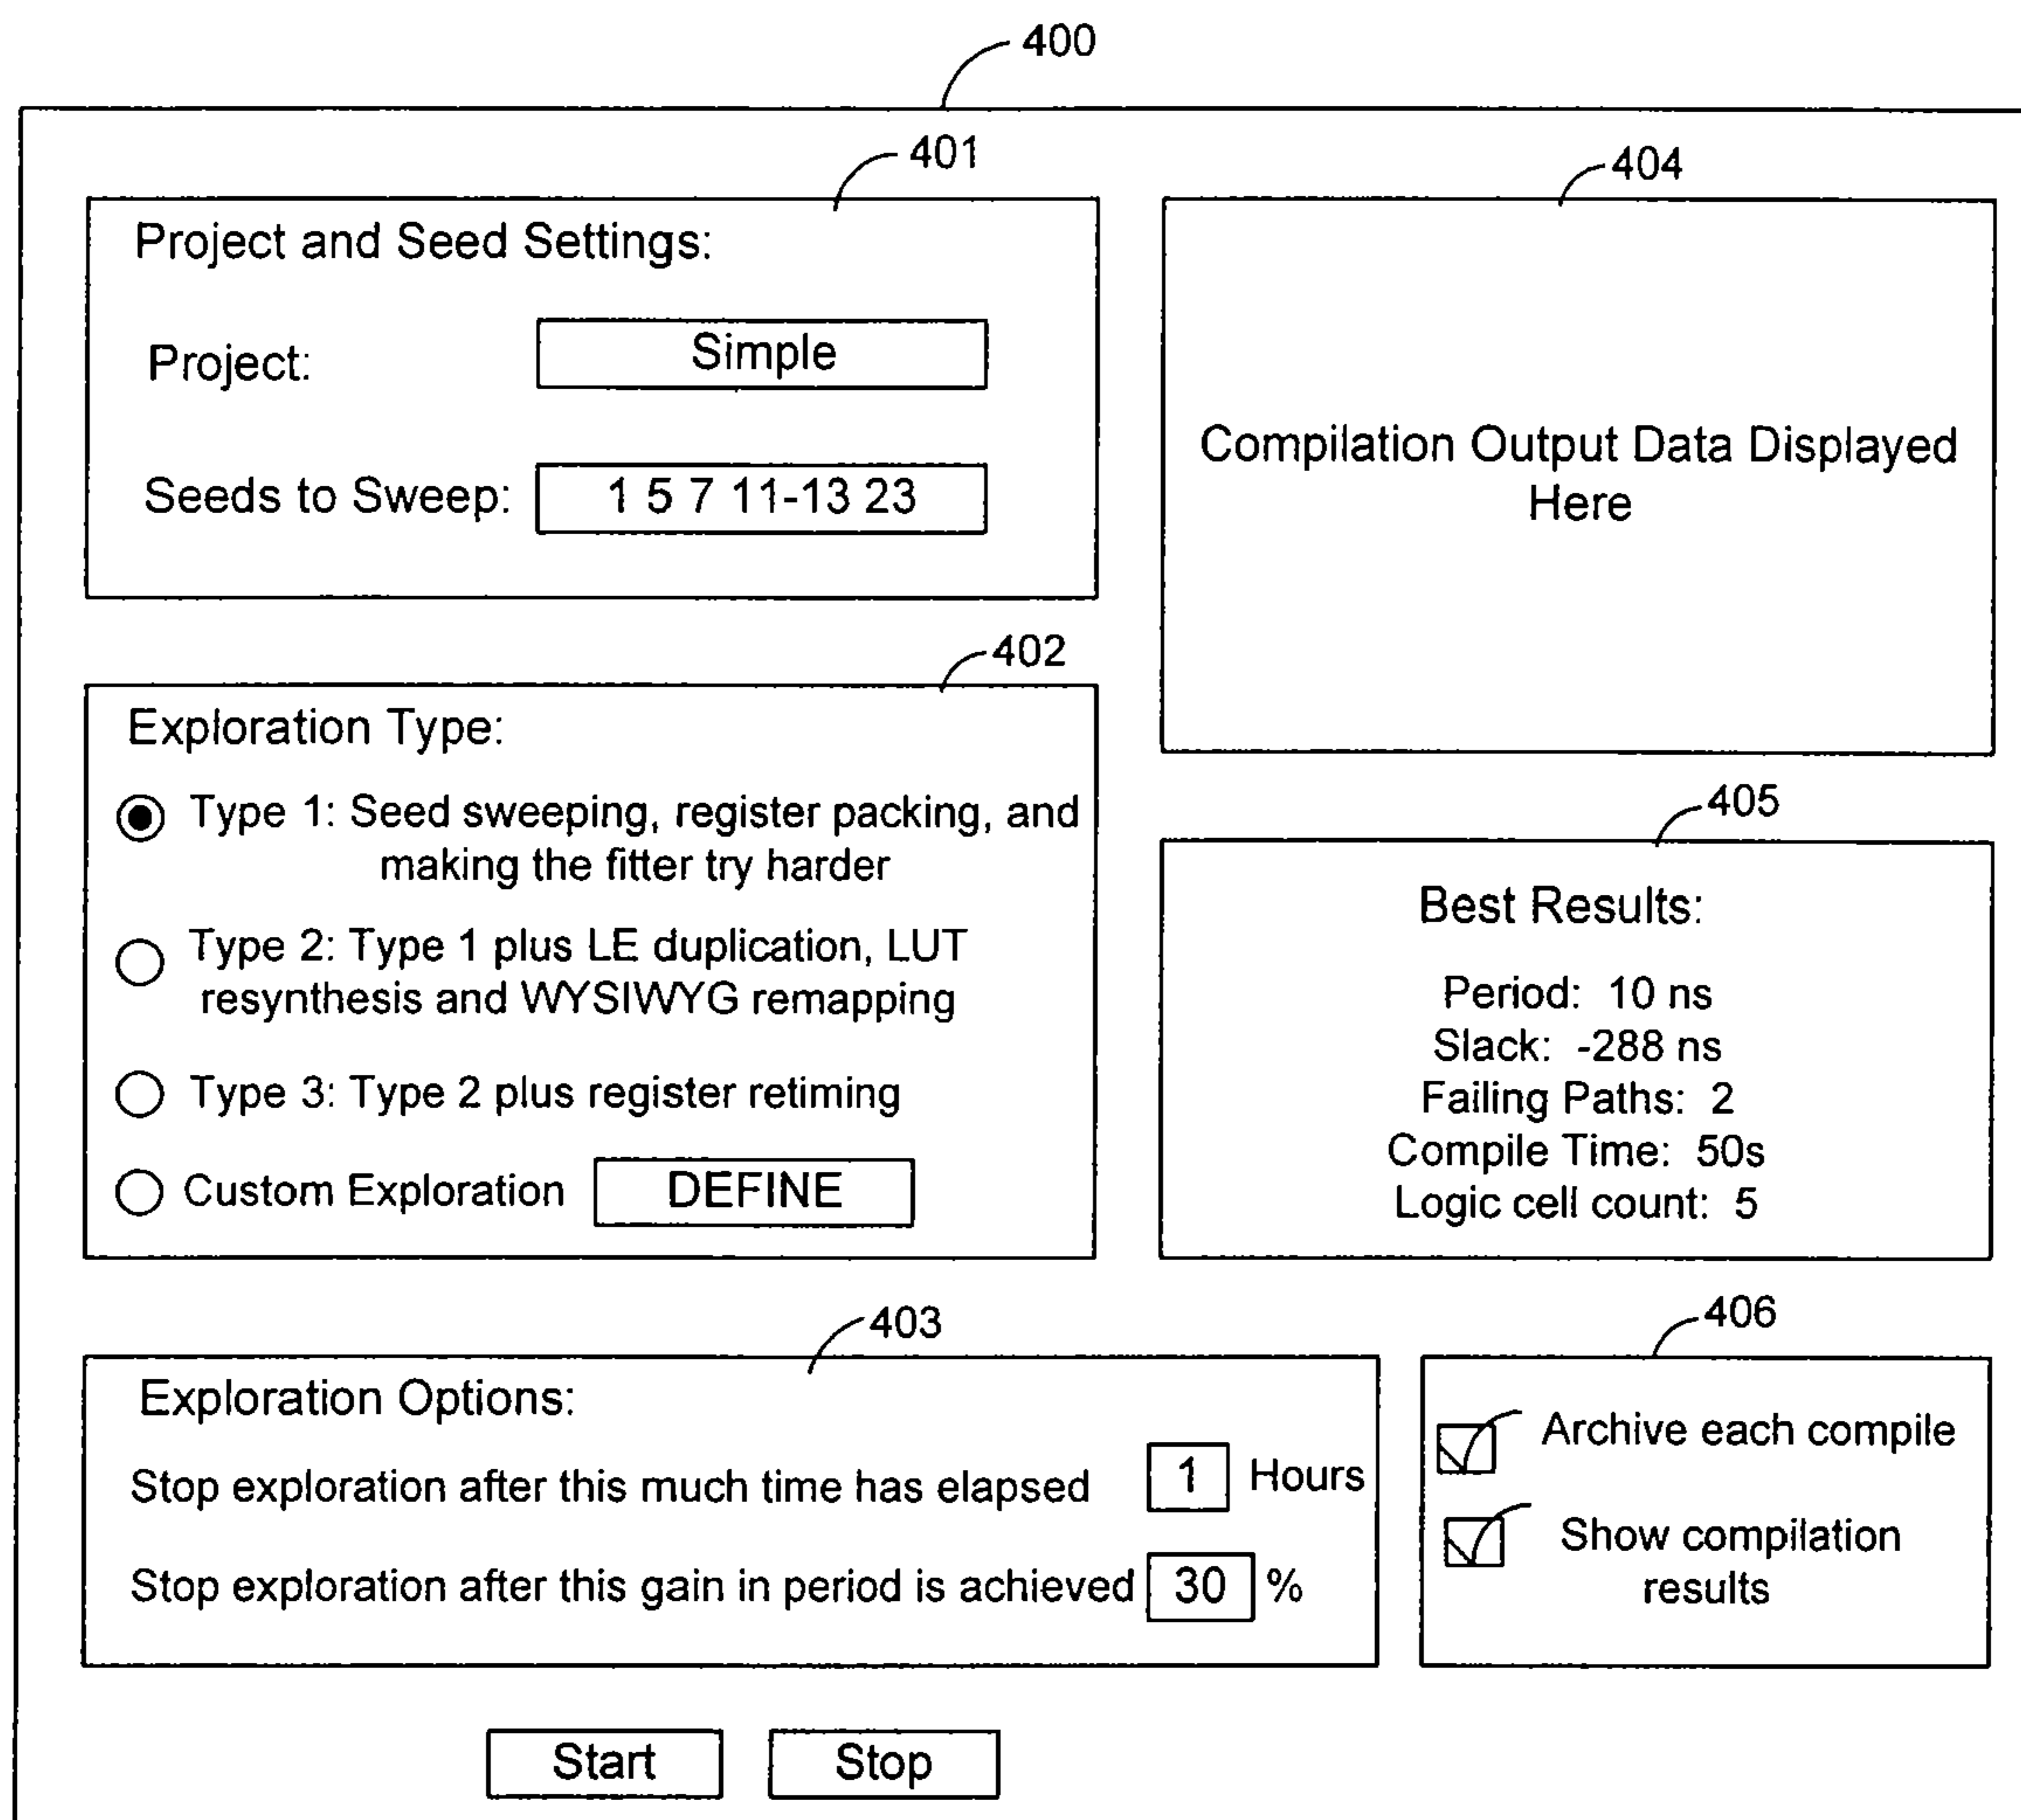 400
401
Project and Seed Settings:
Project:
Simple
Seeds to Sweep:
1 5 7 11-13 23
402
Exploration Type:
Type 1: Seed sweeping, register packing, and
making the fitter try harder
Type 2: Type 1 plus LE duplication, LUT
resynthesis and WYSIWYG remapping
Type 3: Type 2 plus register retiming
Custom Exploration
DEFINE
403
Exploration Options:
Stop exploration after this much time has elapsed
1
Hours
Stop exploration after this gain in period is achieved
30
%
404
Compilation Output Data Displayed
Here
405
Best Results:
Period: 10 ns
Slack: -288 ns
Failing Paths: 2
Compile Time: 50s
Logic cell count: 5
406
Archive each compile
Show compilation
results
Start
Stop